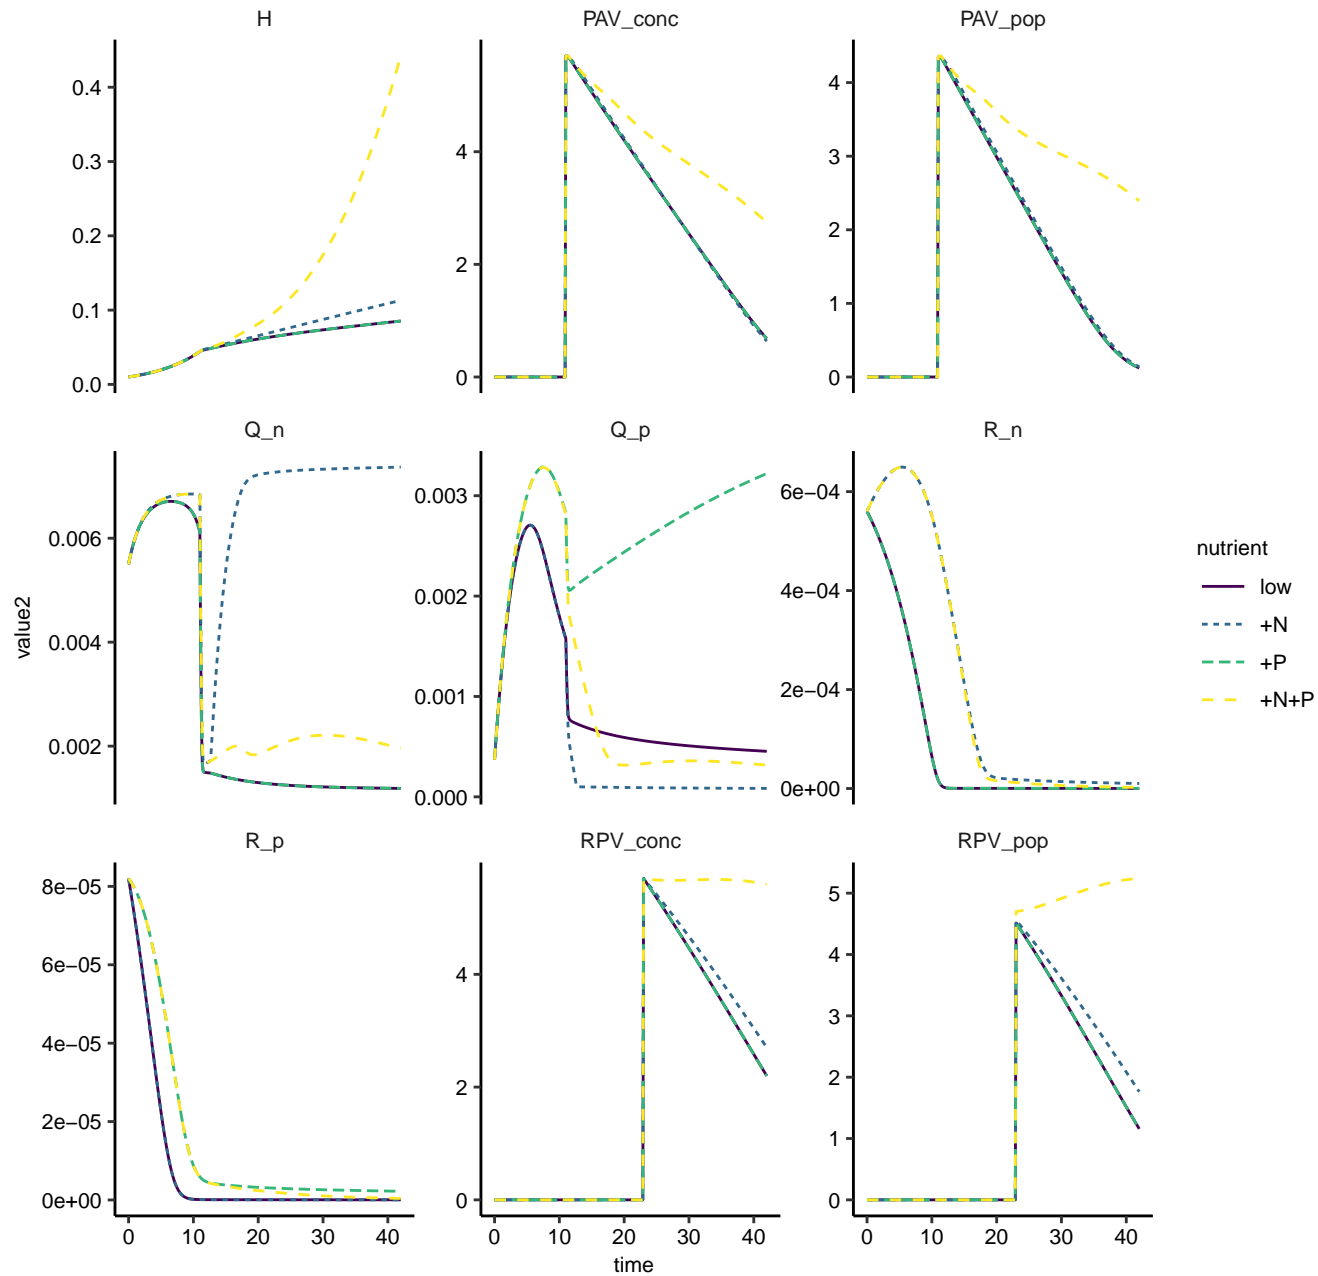 H
PAV_conc
PAV_pop
0.4
0.3
0.2
0.1
0.0
4
2
0
4
3
2
1
0
Q_n
Q_p
R_n
0.006
0.004
0.002
0.003
0.002
0.001
0.000
6e−04
4e−04
2e−04
0e+00
value2
nutrient
low
+N
+P
+N+P
R_p
RPV_conc
RPV_pop
8e−05
6e−05
4e−05
2e−05
0e+00
4
2
0
5
4
3
2
1
0
0 10 20 30 40
0 10 20 30 40
0 10 20 30 40
time